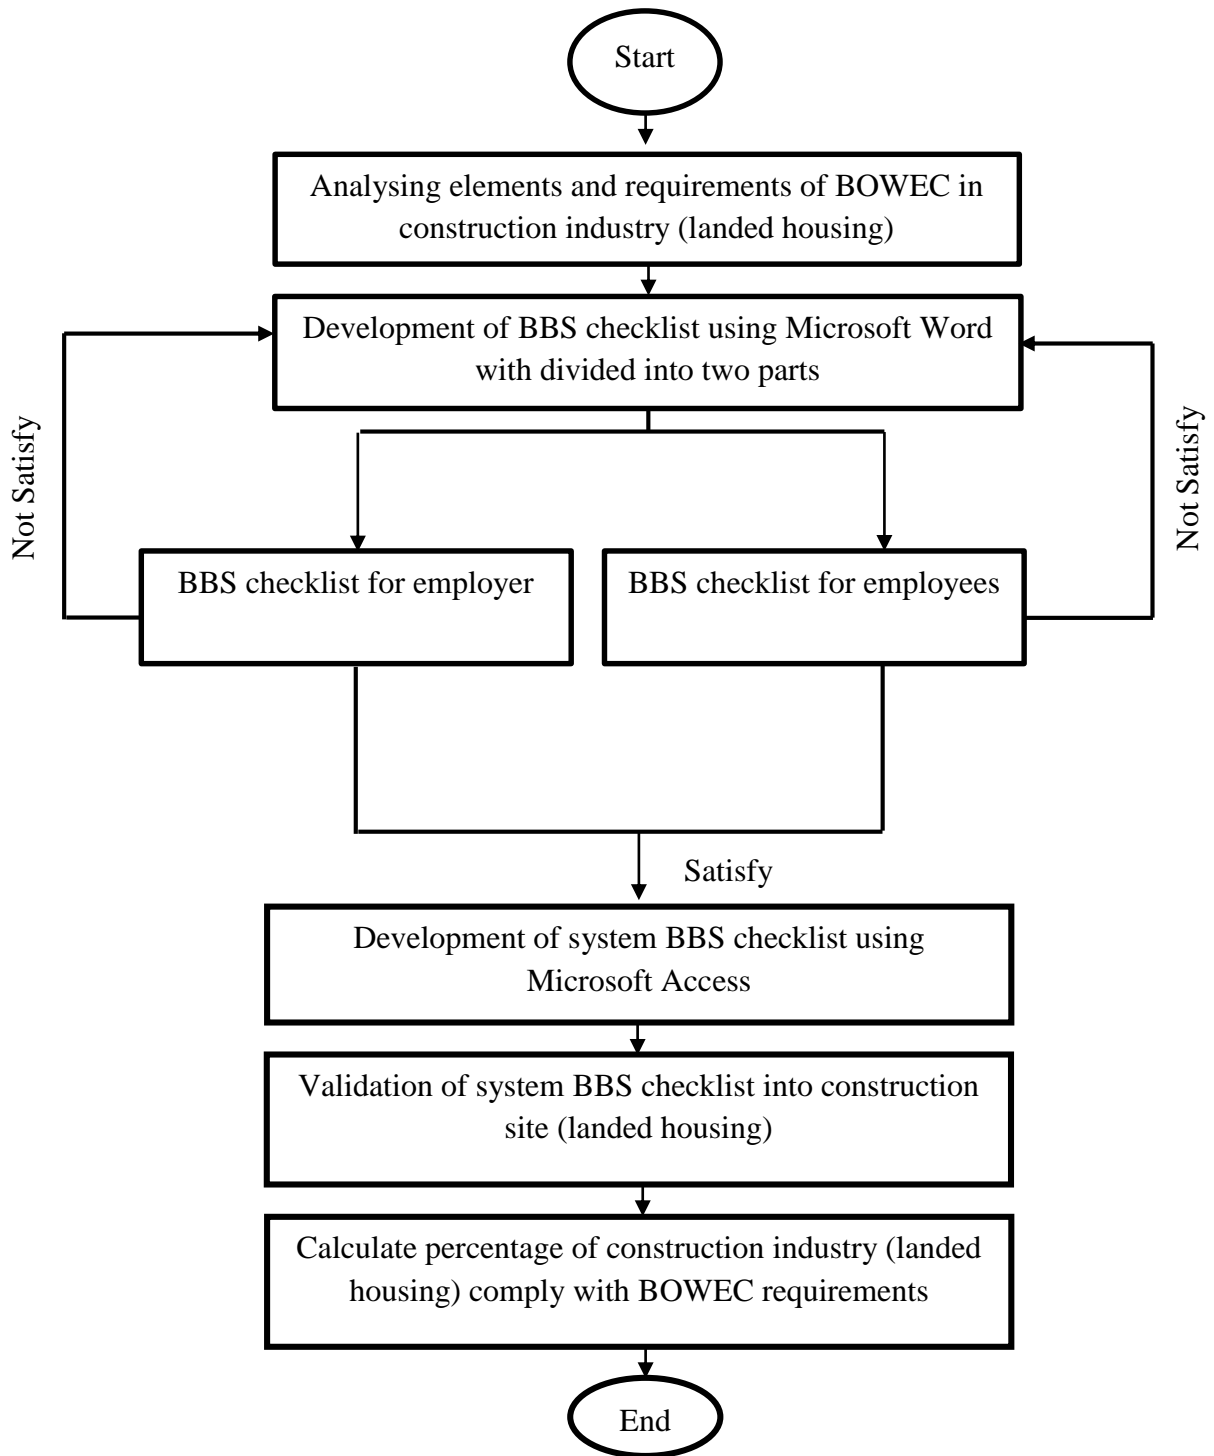 Start
Analysing elements and requirements of BOWEC in
construction industry (landed housing)
Development of BBS checklist using Microsoft Word
with divided into two parts
Not Satisfy
Not Satisfy
BBS checklist for employer
BBS checklist for employees
Satisfy
Development of system BBS checklist using
Microsoft Access
Validation of system BBS checklist into construction
site (landed housing)
Calculate percentage of construction industry (landed
housing) comply with BOWEC requirements
End